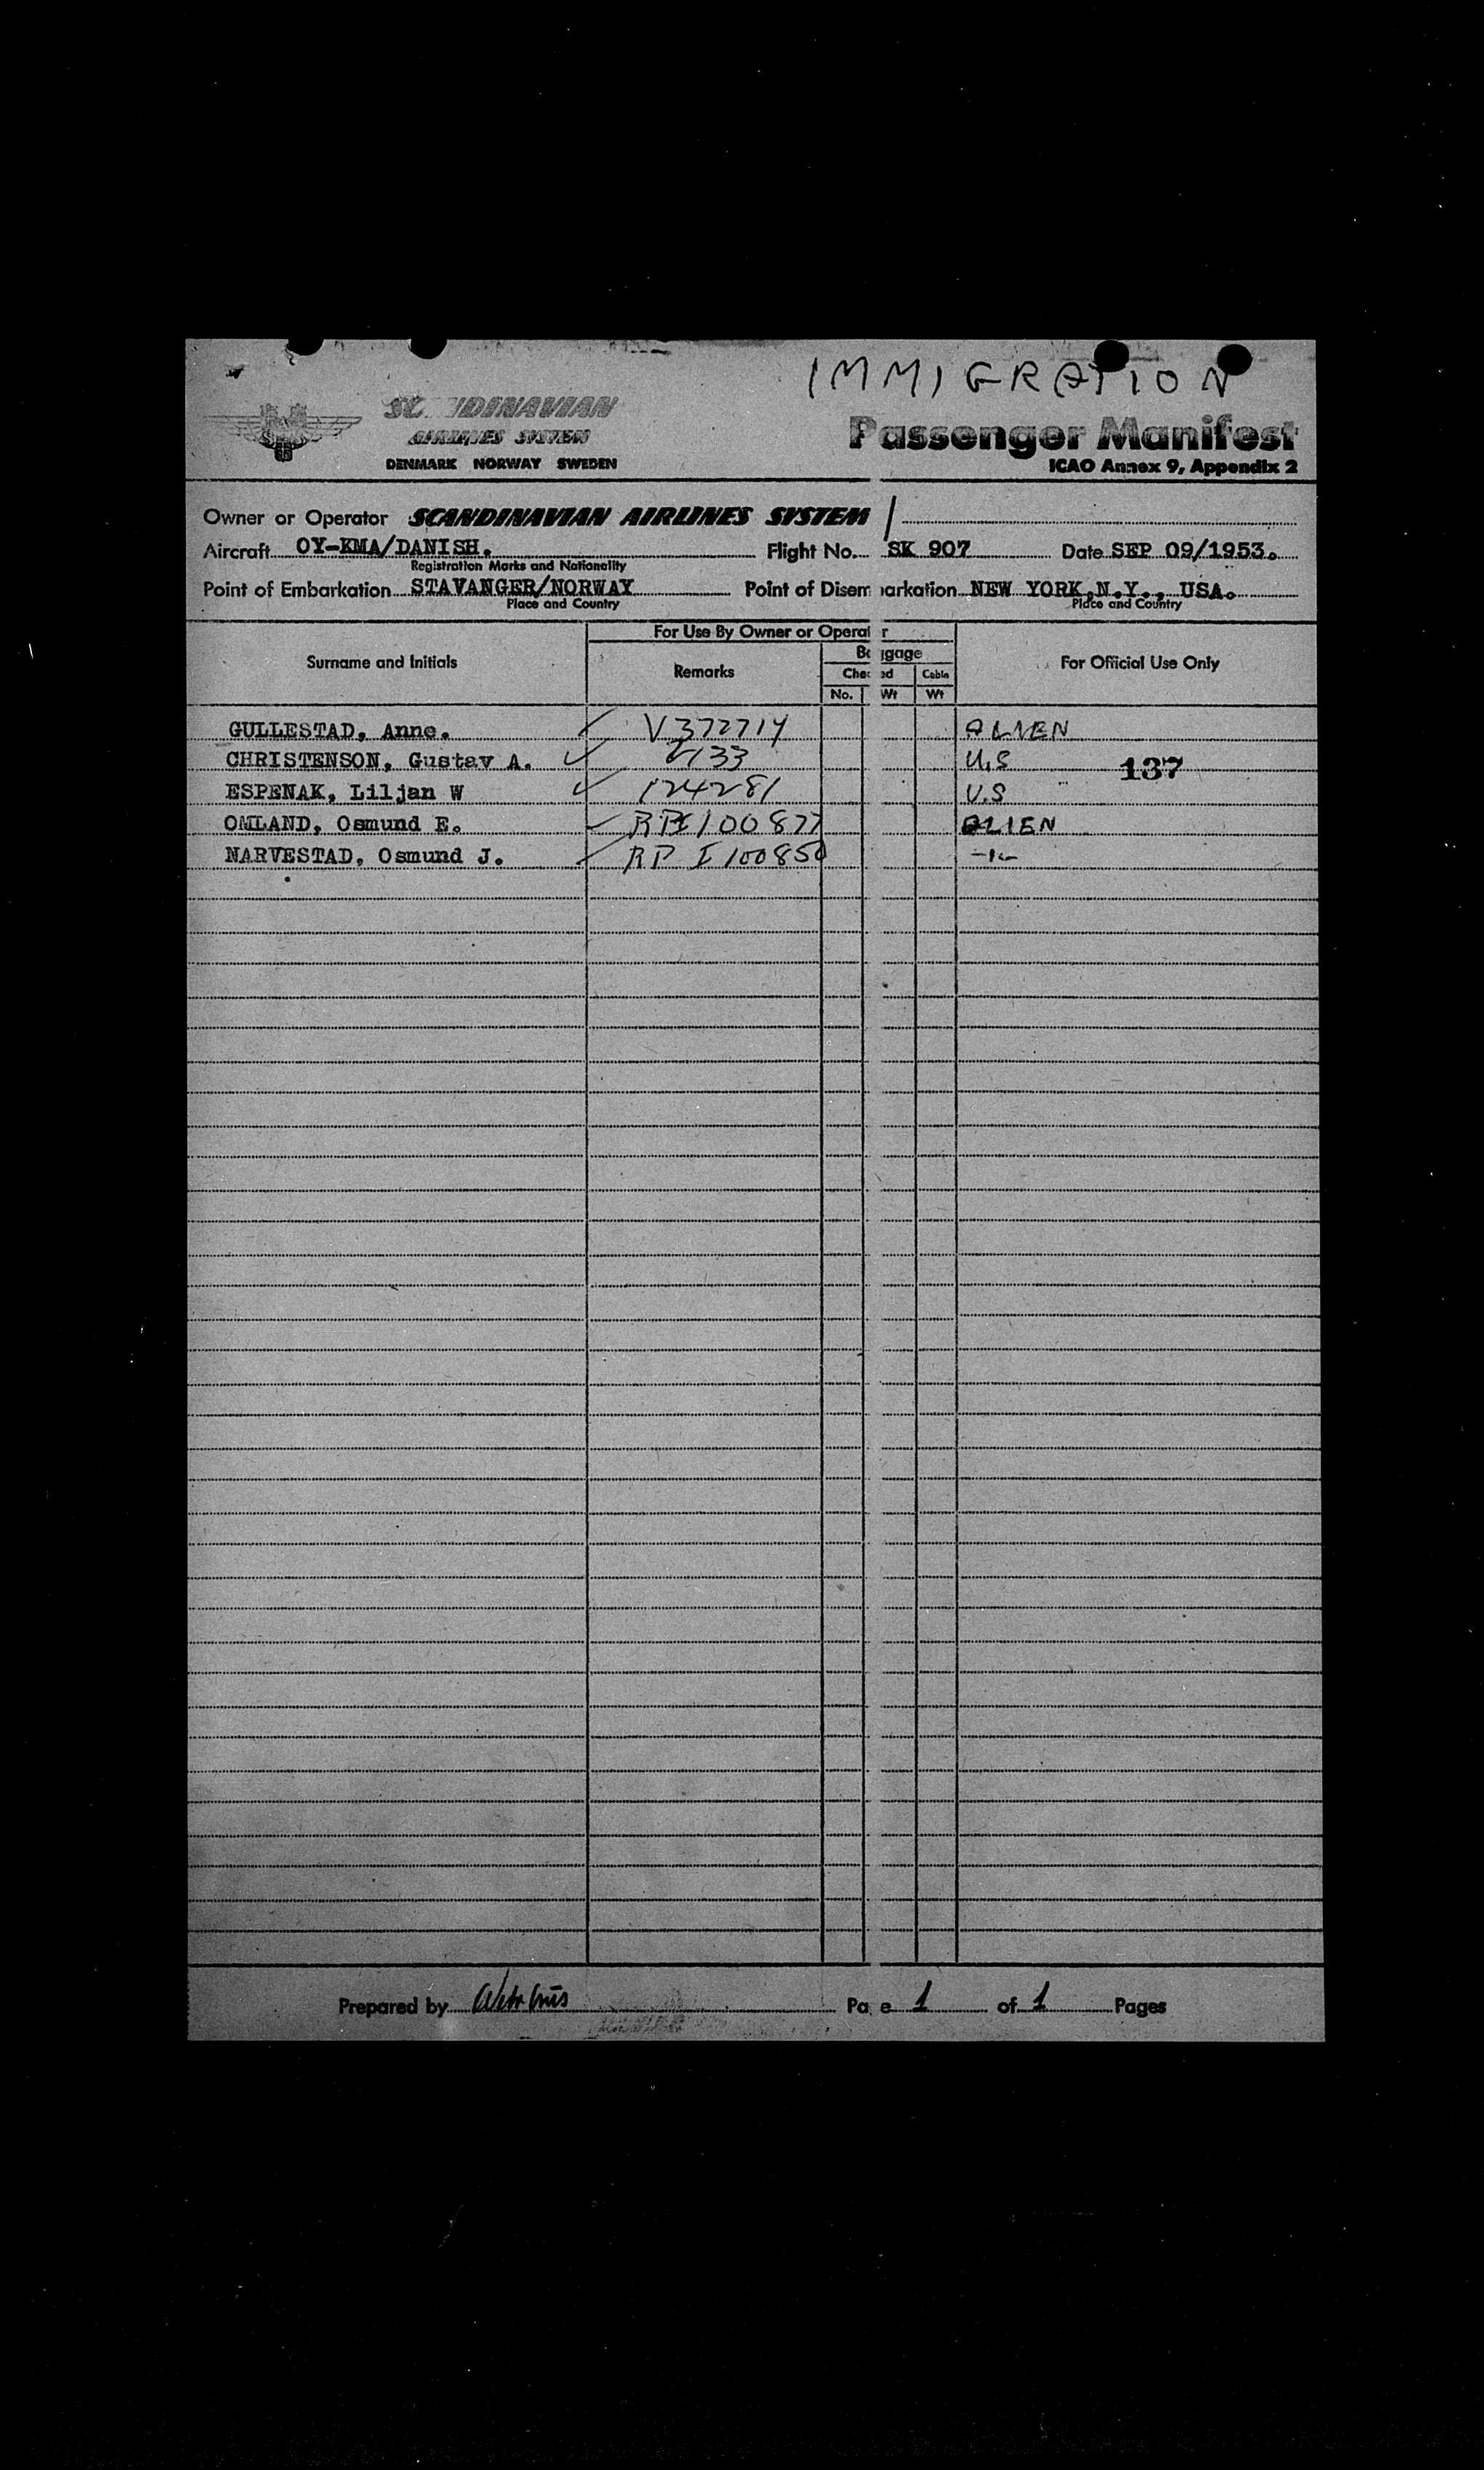 IMMIGRATION
SCANDINAVIAN
AIRLINES SYSTEM
DENMARK NORWAY SWEDEN
Passenger Manifest
ICAO Annex 9, Appendix 2
Owner or Operator SCANDINAVIAN AIRLINES SYSTEM
Aircraft OY-KMA/DANISH. Flight No. SK 907 Date SEP 09/1953.
Registration Marks and Nationality
Point of Embarkation STAVANGER/NORWAY Point of Disembarkation NEW YORK,N.Y., USA.
Place and Country Place and Country
For Use By Owner or Operator
Surname and Initials Remarks Baggage For Official Use Only
Checked Cabin
No. Wt Wt
GULLESTAD, Anne. ✓ V372714 ALIEN
CHRISTENSON, Gustav A. ✓ 133 U.S 137
ESPENAK, Liljan W ✓ 124281 U.S
OMLAND, Osmund E. ✓ RPI100877 ALIEN
NARVESTAD, Osmund J. ✓ RP I100850 -"-
Prepared by Page 1 of 1 Pages